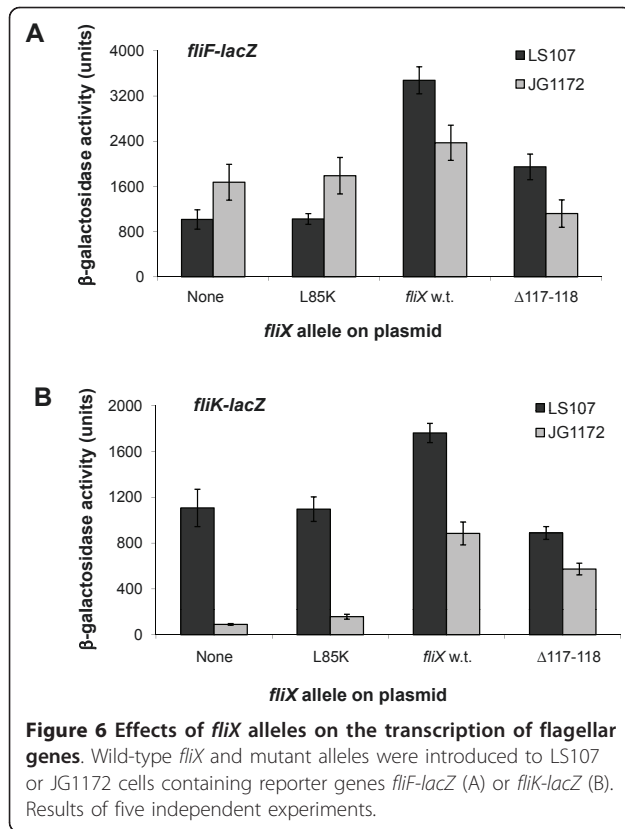 A
fliF-lacZ
LS107
JG1172
β-galactosidase activity (units)
4000
3200
2400
1600
800
0
None L85K fliX w.t. Δ117-118
fliX allele on plasmid
B
fliK-lacZ
LS107
JG1172
β-galactosidase activity (units)
2000
1600
1200
800
400
0
None L85K fliX w.t. Δ117-118
fliX allele on plasmid
Figure 6 Effects of fliX alleles on the transcription of flagellar
genes. Wild-type fliX and mutant alleles were introduced to LS107
or JG1172 cells containing reporter genes fliF-lacZ (A) or fliK-lacZ (B).
Results of five independent experiments.